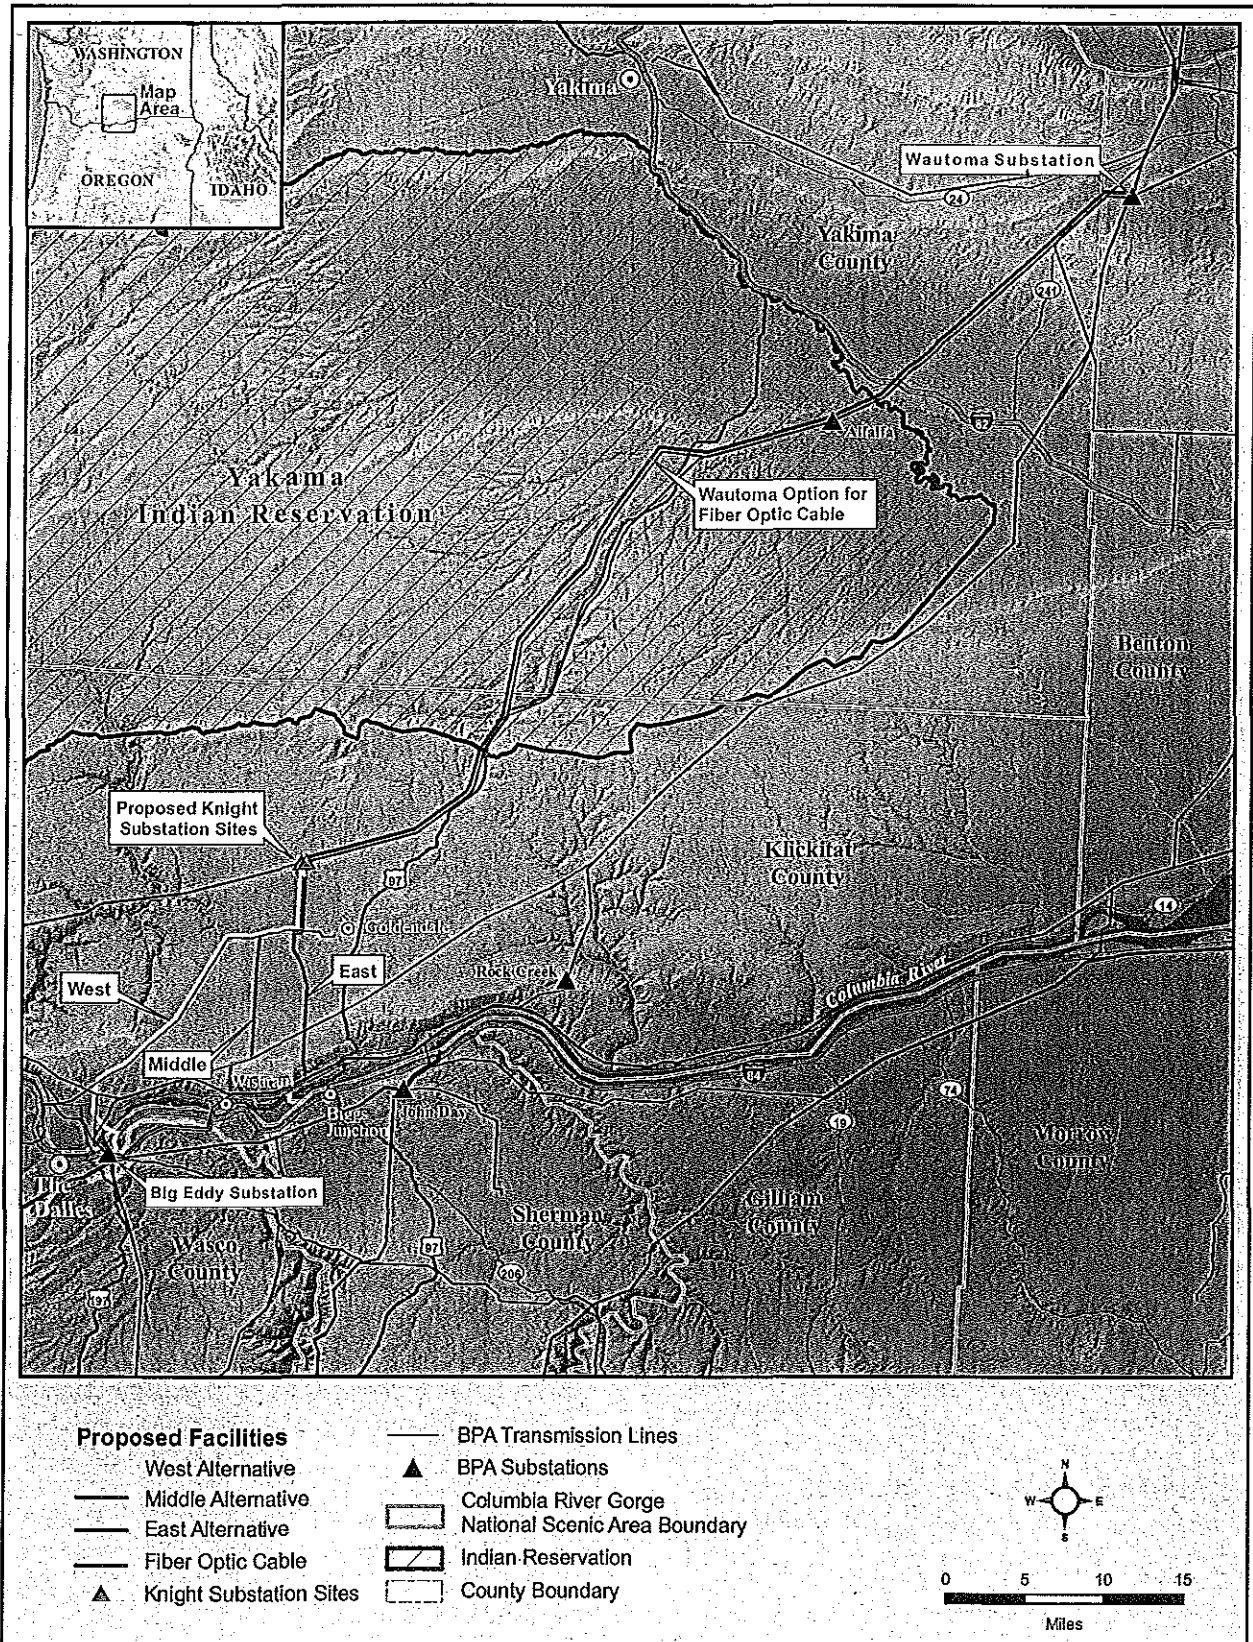 WASHINGTON
Map
Area
OREGON
IDAHO
Yakima
Wautoma Substation
24
Yakima
County
241
Alfalfa
82
Yakama
Indian Reservation
Wautoma Option for
Fiber Optic Cable
Benton
County
Proposed Knight
Substation Sites
Klickitat
County
97
14
Goldendale
East
Rock Creek
Columbia River
West
Middle
Wishram
84
74
Biggs
Junction
John Day
19
Morrow
County
The
Dalles
Big Eddy Substation
Gilliam
County
Sherman
County
Wasco
County
97
206
197
Proposed Facilities
West Alternative
Middle Alternative
East Alternative
Fiber Optic Cable
Knight Substation Sites
BPA Transmission Lines
BPA Substations
Columbia River Gorge
National Scenic Area Boundary
Indian Reservation
County Boundary
N
W E
S
0 5 10 15
Miles